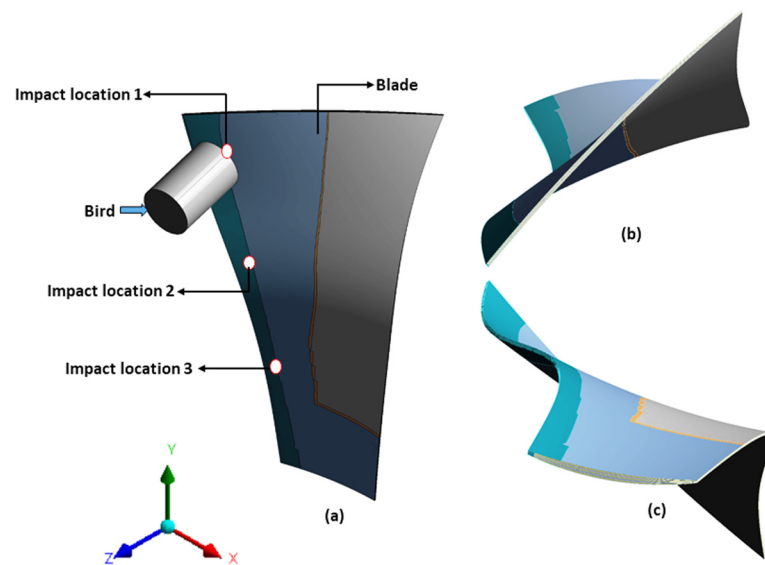 Impact location 1
Blade
Bird
Impact location 2
Impact location 3
(a)
(b)
(c)
Y
Z
X